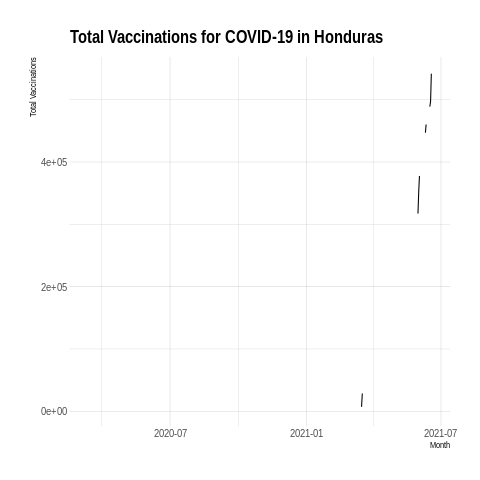 Total Vaccinations for COVID-19 in Honduras
Total Vaccinations
4e+05
2e+05
0e+00
2020-07
2021-01
2021-07
Month